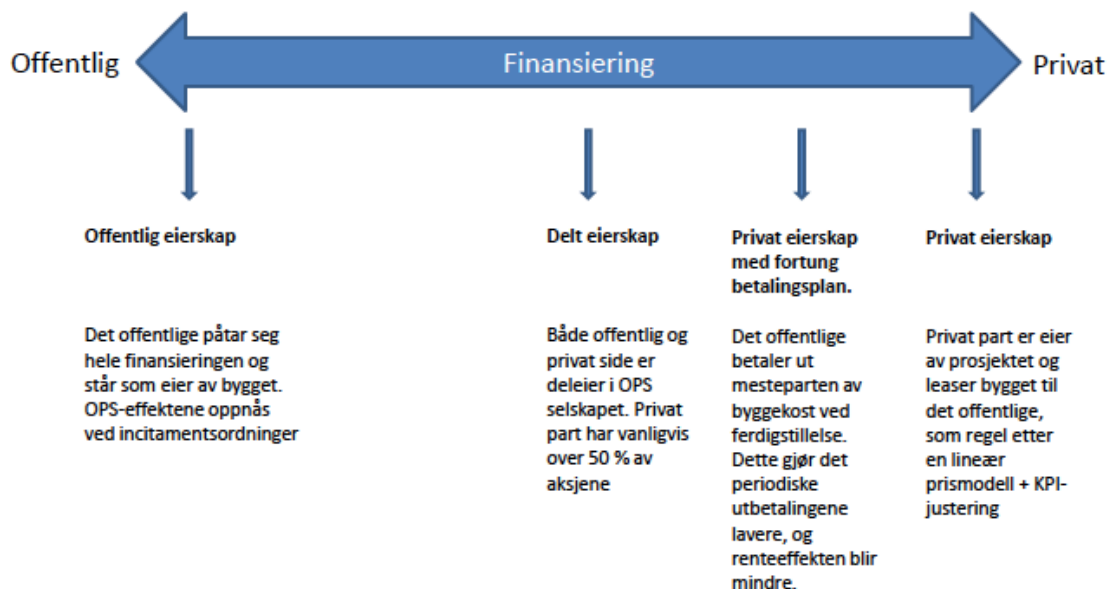 Offentlig
Finansiering
Privat
Offentlig eierskap
Det offentlige påtar seg
hele finansieringen og
står som eier av bygget.
OPS-effektene oppnås
ved incitamentsordninger
Delt eierskap
Både offentlig og
privat side er
deleier i OPS
selskapet. Privat
part har vanligvis
over 50 % av
aksjene
Privat eierskap
med fortung
betalingsplan.
Det offentlige
betaler ut
mesteparten av
byggekost ved
ferdigstillelse.
Dette gjør det
periodiske
utbetalingene
lavere, og
renteeffekten blir
mindre.
Privat eierskap
Privat part er eier
av prosjektet og
leaser bygget til
det offentlige,
som regel etter
en lineær
prismodell + KPI-
justering